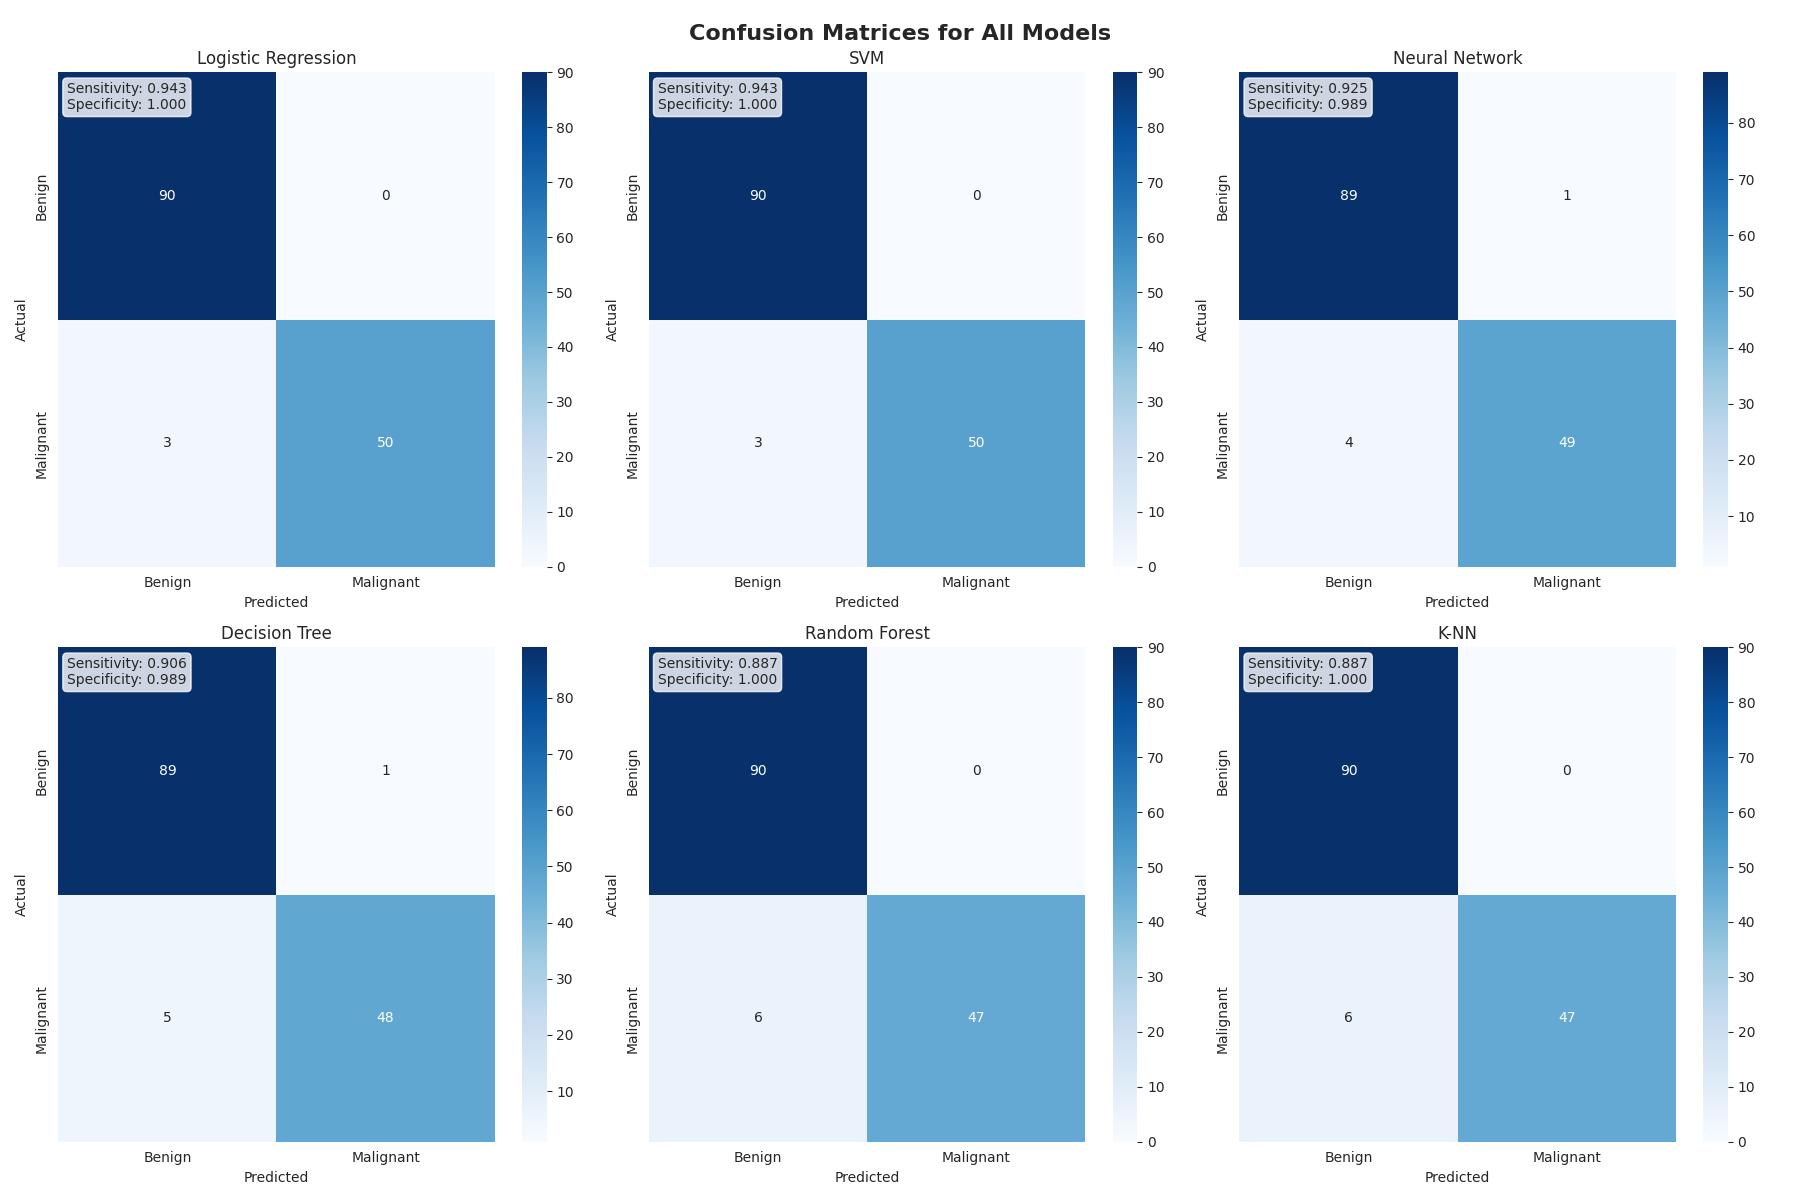 Confusion Matrices for All Models
Logistic Regression
Sensitivity: 0.943
Specificity: 1.000
90
0
3
50
Benign
Malignant
Actual
Benign
Malignant
Predicted
90
80
70
60
50
40
30
20
10
0
SVM
Sensitivity: 0.943
Specificity: 1.000
90
0
3
50
Benign
Malignant
Actual
Benign
Malignant
Predicted
90
80
70
60
50
40
30
20
10
0
Neural Network
Sensitivity: 0.925
Specificity: 0.989
89
1
4
49
Benign
Malignant
Actual
Benign
Malignant
Predicted
80
70
60
50
40
30
20
10
Decision Tree
Sensitivity: 0.906
Specificity: 0.989
89
1
5
48
Benign
Malignant
Actual
Benign
Malignant
Predicted
80
70
60
50
40
30
20
10
Random Forest
Sensitivity: 0.887
Specificity: 1.000
90
0
6
47
Benign
Malignant
Actual
Benign
Malignant
Predicted
90
80
70
60
50
40
30
20
10
0
K-NN
Sensitivity: 0.887
Specificity: 1.000
90
0
6
47
Benign
Malignant
Actual
Benign
Malignant
Predicted
90
80
70
60
50
40
30
20
10
0